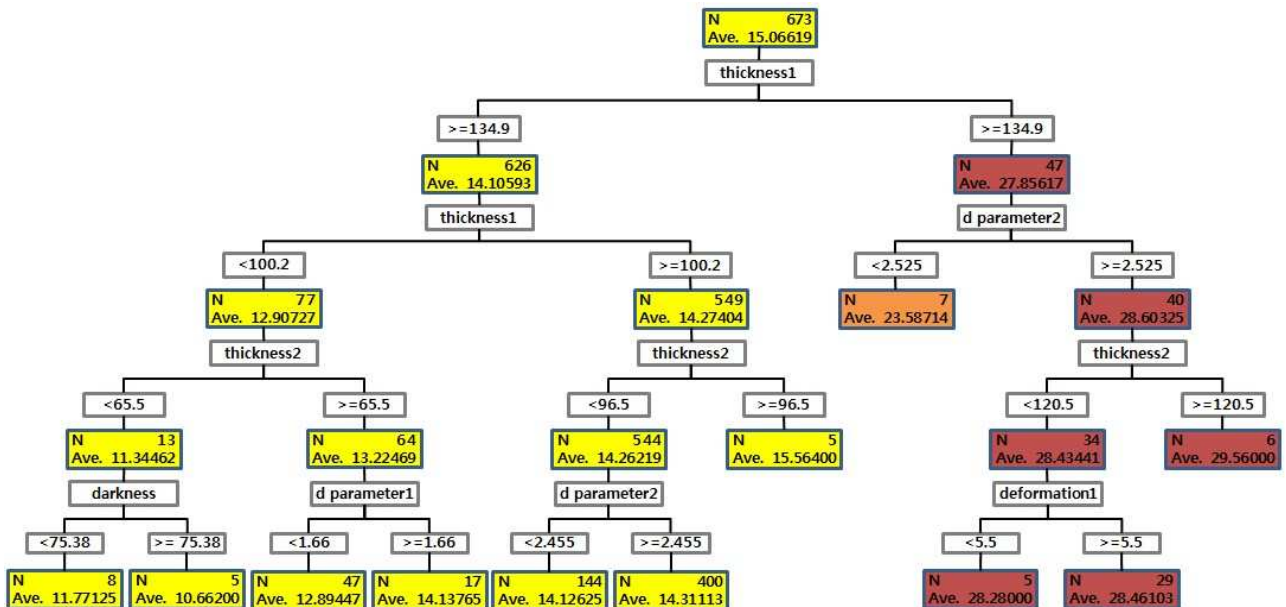 N 673
Ave. 15.06619
thickness1
>=134.9 >=134.9
N 626 N 47
Ave. 14.10593 Ave. 27.85617
thickness1 d parameter2
<100.2 >=100.2 <2.525 >=2.525
N 77 N 549 N 7 N 40
Ave. 12.90727 Ave. 14.27404 Ave. 23.58714 Ave. 28.60325
thickness2 thickness2 thickness2
<65.5 >=65.5 <96.5 >=96.5 <120.5 >=120.5
N 13 N 64 N 544 N 5 N 34 N 6
Ave. 11.34462 Ave. 13.22469 Ave. 14.26219 Ave. 15.56400 Ave. 28.43441 Ave. 29.56000
darkness d parameter1 d parameter2 deformation1
<75.38 >= 75.38 <1.66 >=1.66 <2.455 >=2.455 <5.5 >=5.5
N 8 N 5 N 47 N 17 N 144 N 400 N 5 N 29
Ave. 11.77125 Ave. 10.66200 Ave. 12.89447 Ave. 14.13765 Ave. 14.12625 Ave. 14.31113 Ave. 28.28000 Ave. 28.46103